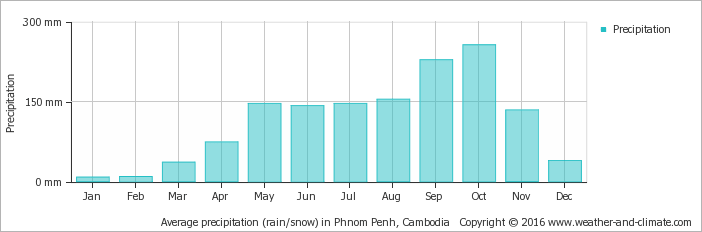 300 mm
Precipitation
Precipitation
150 mm
0 mm
Jan Feb Mar Apr May Jun Jul Aug Sep Oct Nov Dec
Average precipitation (rain/snow) in Phnom Penh, Cambodia Copyright © 2016 www.weather-and-climate.com